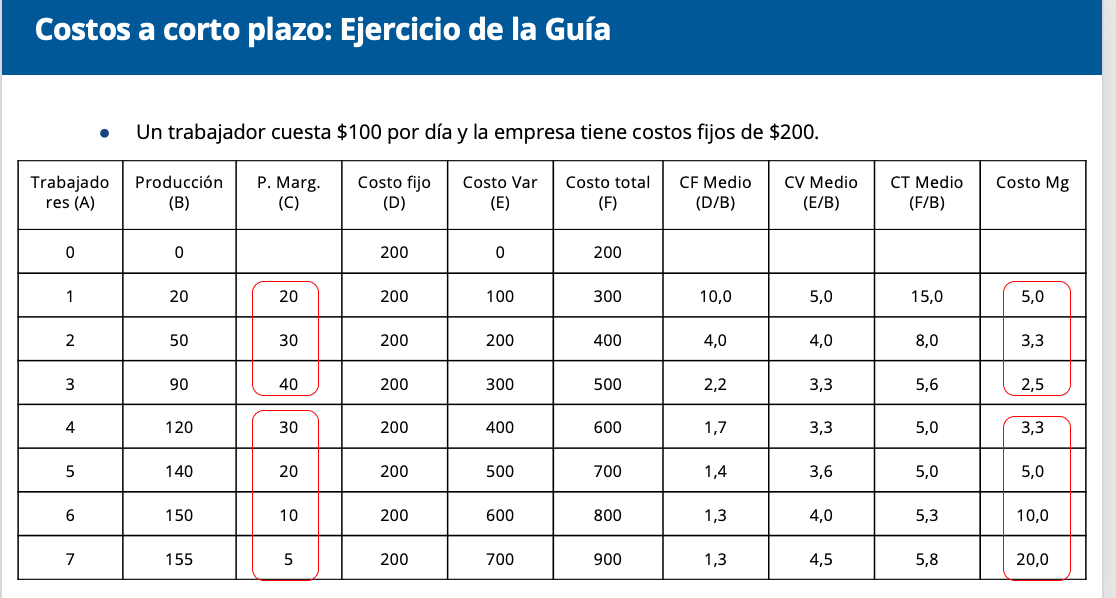 Costos a corto plazo: Ejercicio de la Guía
• Un trabajador cuesta $100 por día y la empresa tiene costos fijos de $200.
Trabajado Producción P. Marg. Costo fijo Costo Var Costo total CF Medio CV Medio CT Medio Costo Mg
res (A) (B) (C) (D) (E) (F) (D/B) (E/B) (F/B)
0 0 200 0 200
1 20 20 200 100 300 10,0 5,0 15,0 5,0
2 50 30 200 200 400 4,0 4,0 8,0 3,3
3 90 40 200 300 500 2,2 3,3 5,6 2,5
4 120 30 200 400 600 1,7 3,3 5,0 3,3
5 140 20 200 500 700 1,4 3,6 5,0 5,0
6 150 10 200 600 800 1,3 4,0 5,3 10,0
7 155 5 200 700 900 1,3 4,5 5,8 20,0